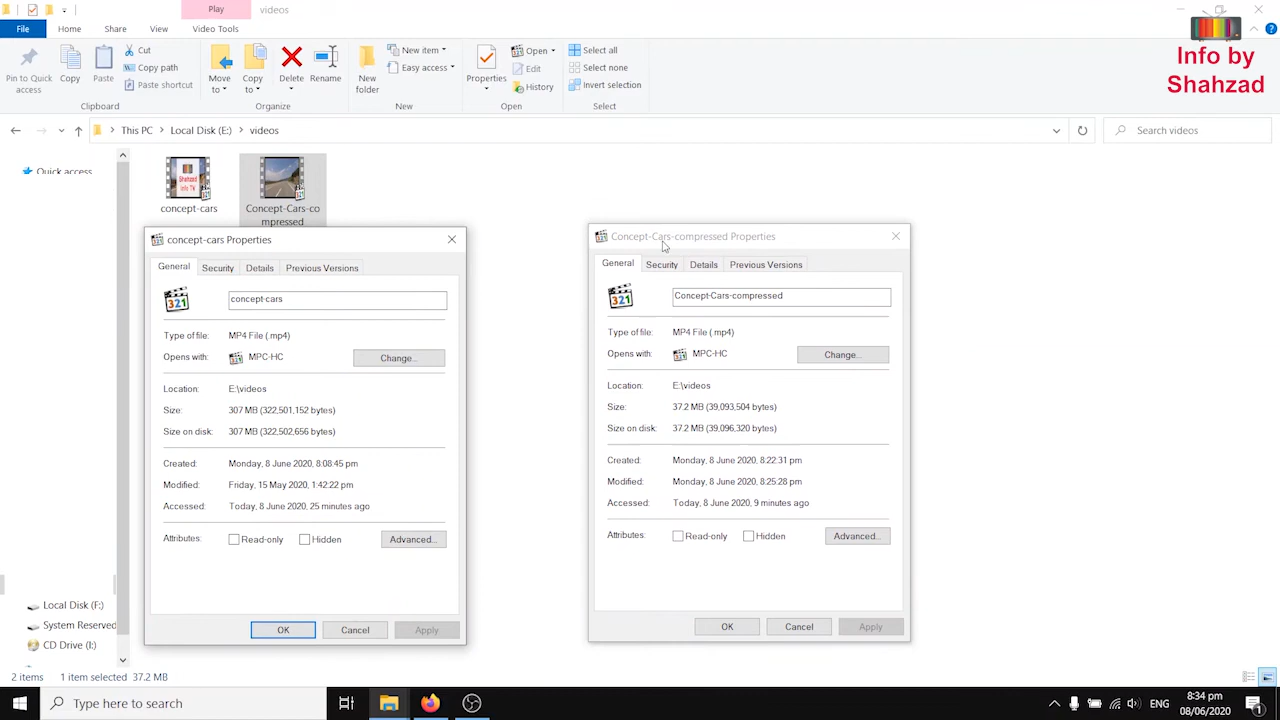 Play
videos
File
Home
Share
View
Video Tools
Pin to Quick access
Copy
Paste
Cut
Copy path
Paste shortcut
Clipboard
Move to
Copy to
Delete
Rename
Organize
New folder
New item
Easy access
New
Properties
Open
Edit
History
Open
Select all
Select none
Invert selection
Select
Info by
Shahzad
This PC > Local Disk (E:) > videos
Search videos
Quick access
concept-cars
Concept-Cars-co
mpressed
Shahzad
Info TV
concept-cars Properties
General
Security
Details
Previous Versions
321
concept-cars
Type of file: MP4 File (.mp4)
Opens with: MPC-HC
Change...
Location: E:\videos
Size: 307 MB (322,501,152 bytes)
Size on disk: 307 MB (322,502,656 bytes)
Created: Monday, 8 June 2020, 8:08:45 pm
Modified: Friday, 15 May 2020, 1:42:22 pm
Accessed: Today, 8 June 2020, 25 minutes ago
Attributes: Read-only Hidden
Advanced...
OK
Cancel
Apply
Concept-Cars-compressed Properties
General
Security
Details
Previous Versions
321
Concept-Cars-compressed
Type of file: MP4 File (.mp4)
Opens with: MPC-HC
Change...
Location: E:\videos
Size: 37.2 MB (39,093,504 bytes)
Size on disk: 37.2 MB (39,096,320 bytes)
Created: Monday, 8 June 2020, 8:22:31 pm
Modified: Monday, 8 June 2020, 8:25:28 pm
Accessed: Today, 8 June 2020, 9 minutes ago
Attributes: Read-only Hidden
Advanced...
OK
Cancel
Apply
Local Disk (F:)
System Reserved
CD Drive (I:)
2 items
1 item selected 37.2 MB
Type here to search
ENG
8:34 pm
08/06/2020
1